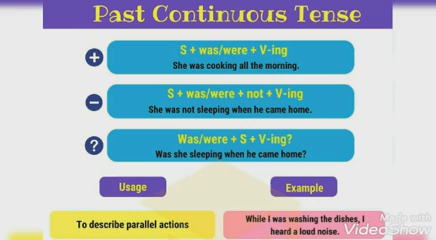 Past Continuous Tense
+
S + was/were + V-ing
She was cooking all the morning.
−
S + was/were + not + V-ing
She was not sleeping when he came home.
?
Was/were + S + V-ing?
Was she sleeping when he came home?
Usage
Example
To describe parallel actions
While I was washing the dishes, I
heard a loud noise.
Made with
VideoShow